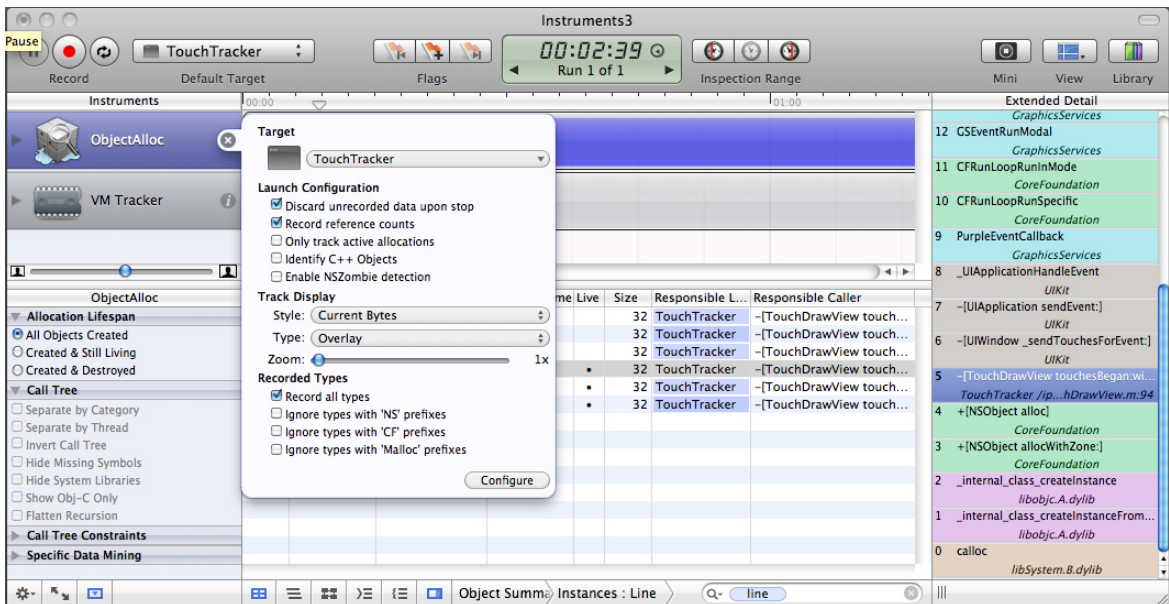 Instruments3
Pause
TouchTracker
00:02:39
Run 1 of 1
Record
Default Target
Flags
Inspection Range
Mini
View
Library
Instruments
00:00
01:00
Extended Detail
ObjectAlloc
VM Tracker
Target
TouchTracker
Launch Configuration
Discard unrecorded data upon stop
Record reference counts
Only track active allocations
Identify C++ Objects
Enable NSZombie detection
Track Display
Style: Current Bytes
Type: Overlay
Zoom: 1x
Recorded Types
Record all types
Ignore types with 'NS' prefixes
Ignore types with 'CF' prefixes
Ignore types with 'Malloc' prefixes
Configure
ObjectAlloc
Allocation Lifespan
All Objects Created
Created & Still Living
Created & Destroyed
Call Tree
Separate by Category
Separate by Thread
Invert Call Tree
Hide Missing Symbols
Hide System Libraries
Show Obj-C Only
Flatten Recursion
Call Tree Constraints
Specific Data Mining
me Live Size Responsible L... Responsible Caller
32 TouchTracker -[TouchDrawView touch...
32 TouchTracker -[TouchDrawView touch...
32 TouchTracker -[TouchDrawView touch...
• 32 TouchTracker -[TouchDrawView touch...
• 32 TouchTracker -[TouchDrawView touch...
• 32 TouchTracker -[TouchDrawView touch...
GraphicsServices
12 GSEventRunModal
GraphicsServices
11 CFRunLoopRunInMode
CoreFoundation
10 CFRunLoopRunSpecific
CoreFoundation
9 PurpleEventCallback
GraphicsServices
8 _UIApplicationHandleEvent
UIKit
7 -[UIApplication sendEvent:]
UIKit
6 -[UIWindow _sendTouchesForEvent:]
UIKit
5 -[TouchDrawView touchesBegan:wi...
TouchTracker /ip...hDrawView.m:94
4 +[NSObject alloc]
CoreFoundation
3 +[NSObject allocWithZone:]
CoreFoundation
2 _internal_class_createInstance
libobjc.A.dylib
1 _internal_class_createInstanceFrom...
libobjc.A.dylib
0 calloc
libSystem.B.dylib
Object Summa Instances : Line
line